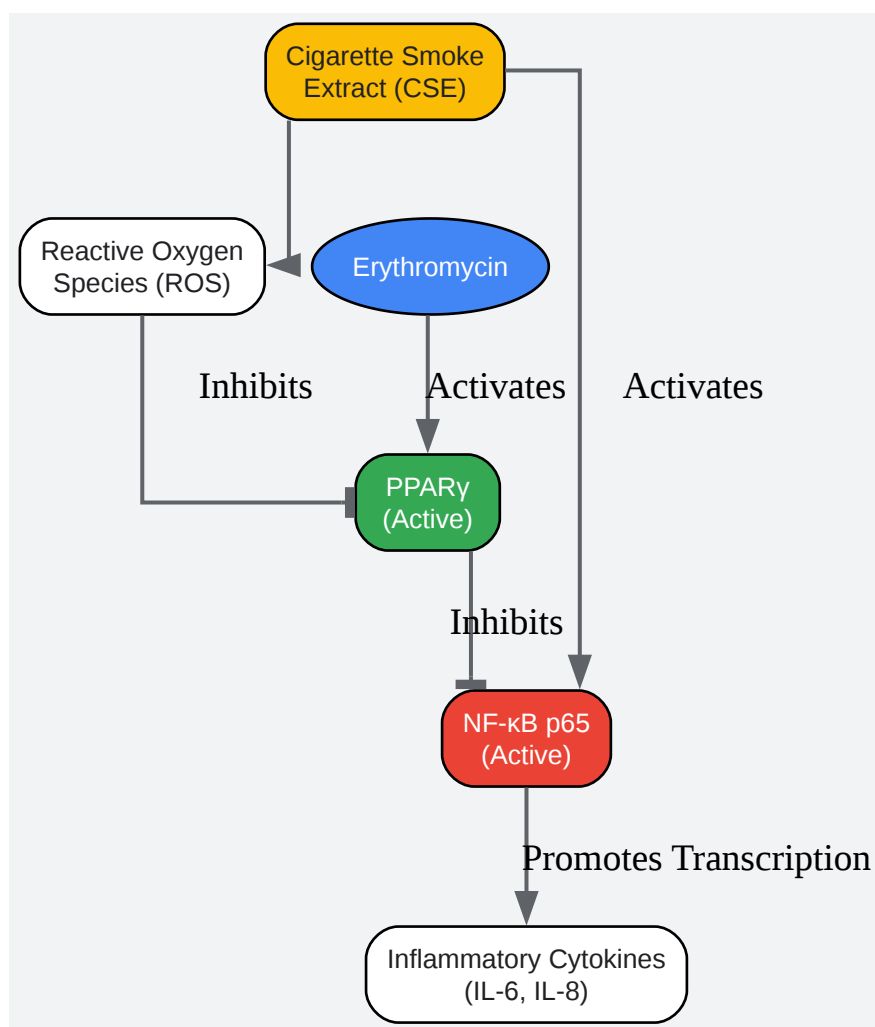 Cigarette Smoke
Extract (CSE)
Reactive Oxygen
Species (ROS)
Erythromycin
Inhibits
Activates
Activates
PPARγ
(Active)
Inhibits
NF-κB p65
(Active)
Promotes Transcription
Inflammatory Cytokines
(IL-6, IL-8)